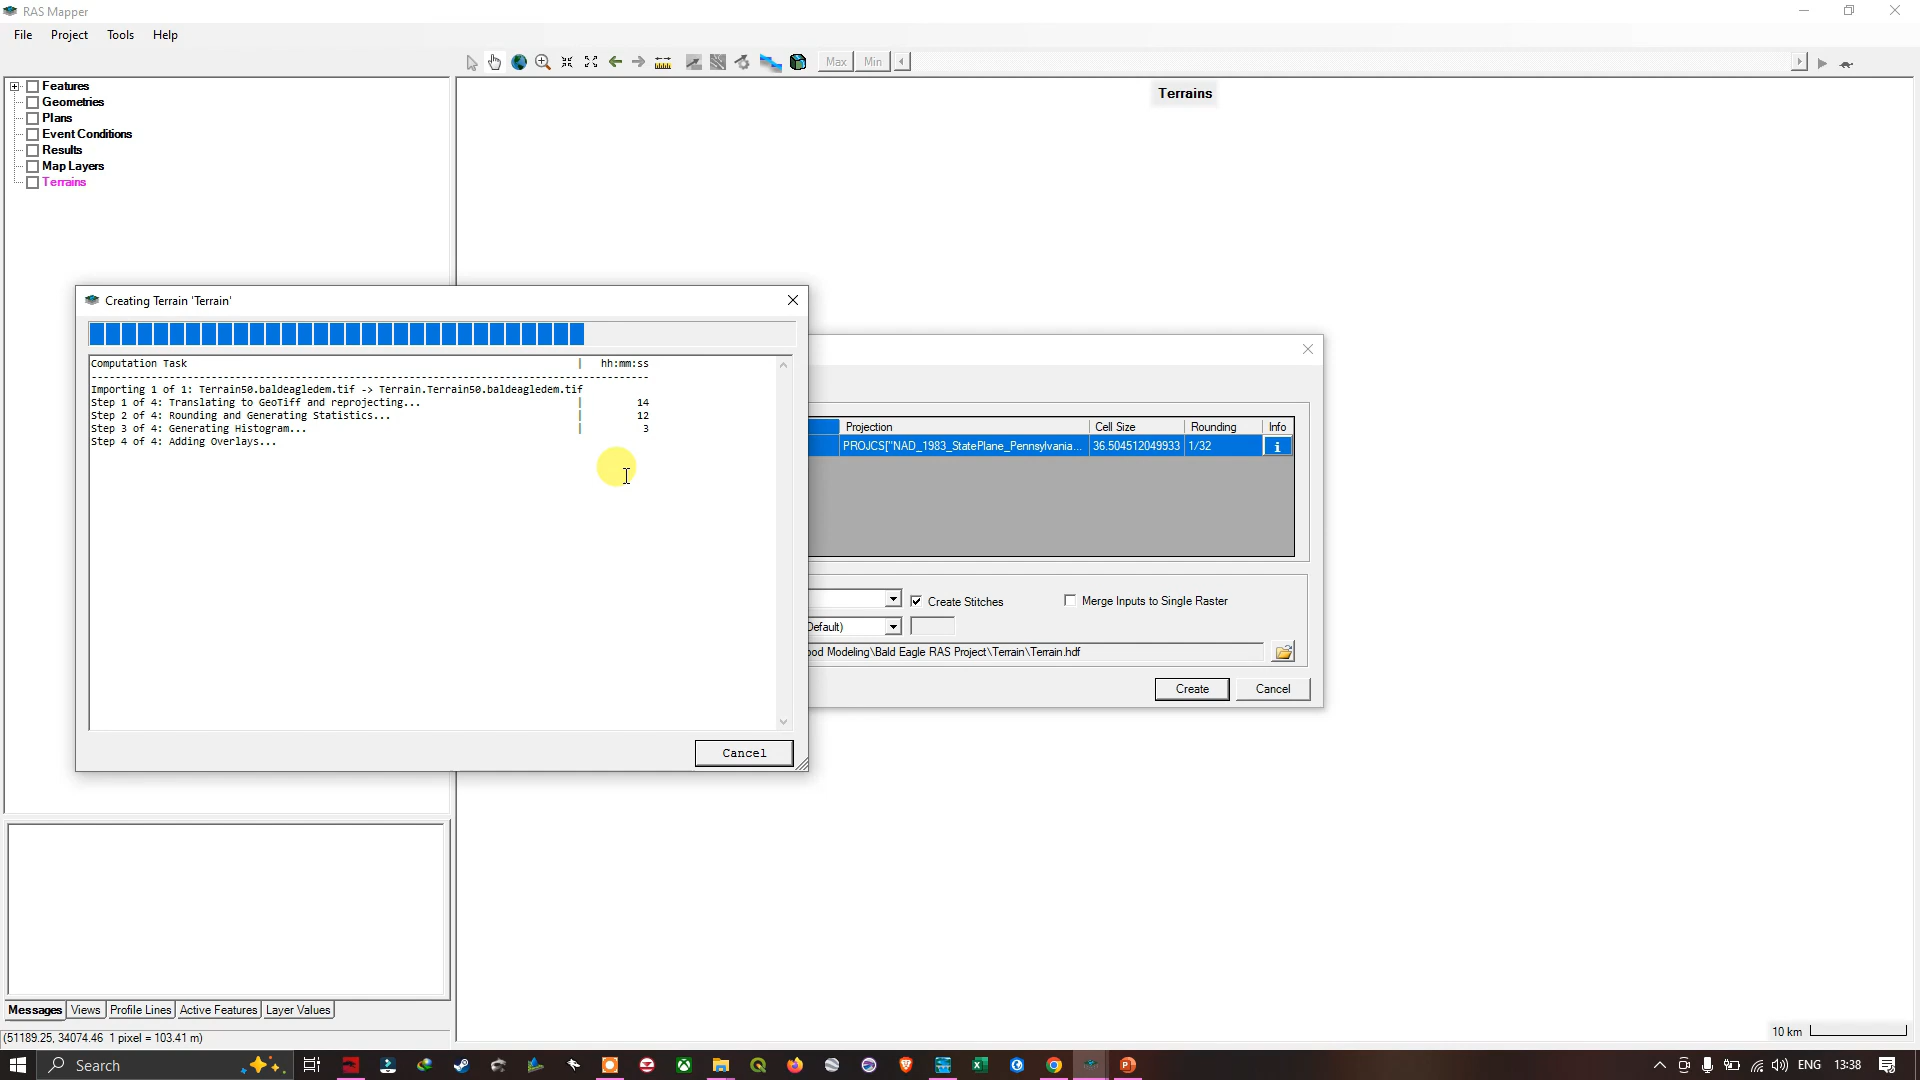 RAS Mapper
File Project Tools Help
Max Min
Features
Geometries
Plans
Event Conditions
Results
Map Layers
Terrains
Terrains
Creating Terrain 'Terrain'
Computation Task | hh:mm:ss
Importing 1 of 1: Terrain50.baldeagledem.tif -> Terrain.Terrain50.baldeagledem.tif
Step 1 of 4: Translating to GeoTiff and reprojecting... | 14
Step 2 of 4: Rounding and Generating Statistics... | 12
Step 3 of 4: Generating Histogram... | 3
Step 4 of 4: Adding Overlays...
Cancel
Projection Cell Size Rounding Info
PROJCS["NAD_1983_StatePlane_Pennsylvania... 36.504512049933 1/32 i
Create Stitches Merge Inputs to Single Raster
Default)
ood Modeling\Bald Eagle RAS Project\Terrain\Terrain.hdf
Create Cancel
Messages Views Profile Lines Active Features Layer Values
(51189.25, 34074.46 1 pixel = 103.41 m)
10 km
Search
ENG 13:38